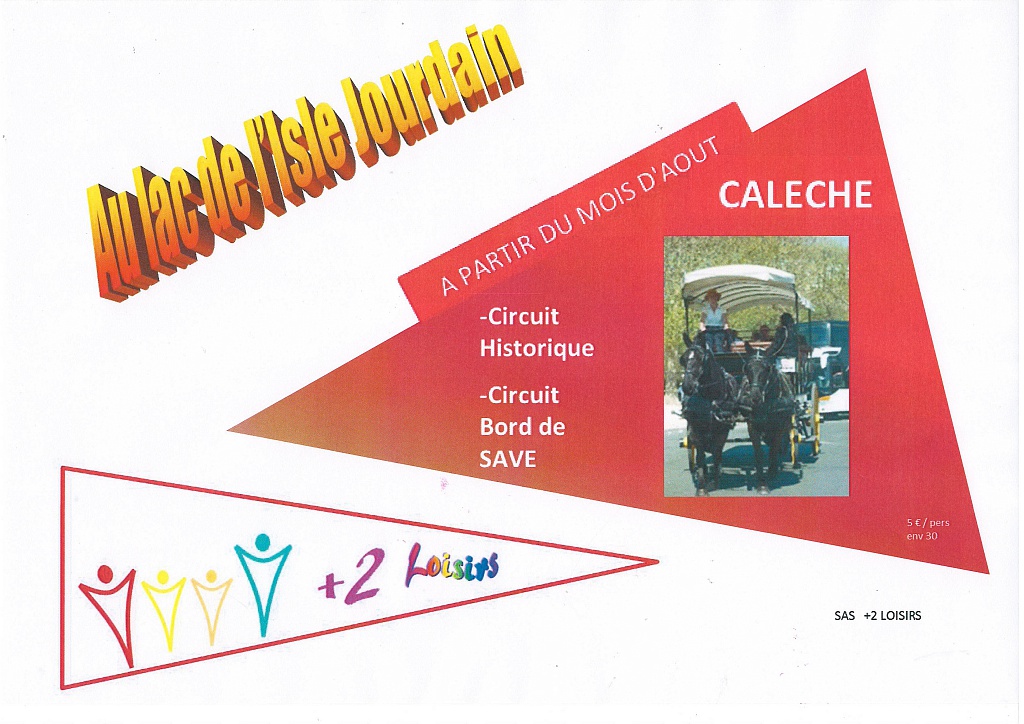 Au lac de l'Isle Jourdain
A PARTIR DU MOIS D'AOUT
CALECHE
-Circuit
Historique
-Circuit
Bord de
SAVE
5 € / pers
env 30
+2 Loisirs
SAS +2 LOISIRS